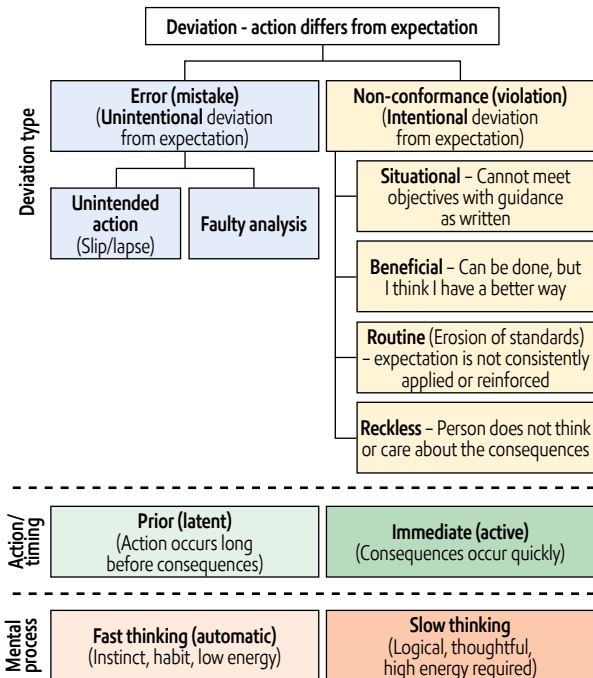 Deviation - action differs from expectation
Deviation type
Error (mistake)
(Unintentional deviation
from expectation)
Non-conformance (violation)
(Intentional deviation
from expectation)
Unintended
action
(Slip/lapse)
Faulty analysis
Situational – Cannot meet
objectives with guidance
as written
Beneficial – Can be done, but
I think I have a better way
Routine (Erosion of standards)
– expectation is not consistently
applied or reinforced
Reckless – Person does not think
or care about the consequences
Action/
timing
Prior (latent)
(Action occurs long
before consequences)
Immediate (active)
(Consequences occur quickly)
Mental
process
Fast thinking (automatic)
(Instinct, habit, low energy)
Slow thinking
(Logical, thoughtful,
high energy required)